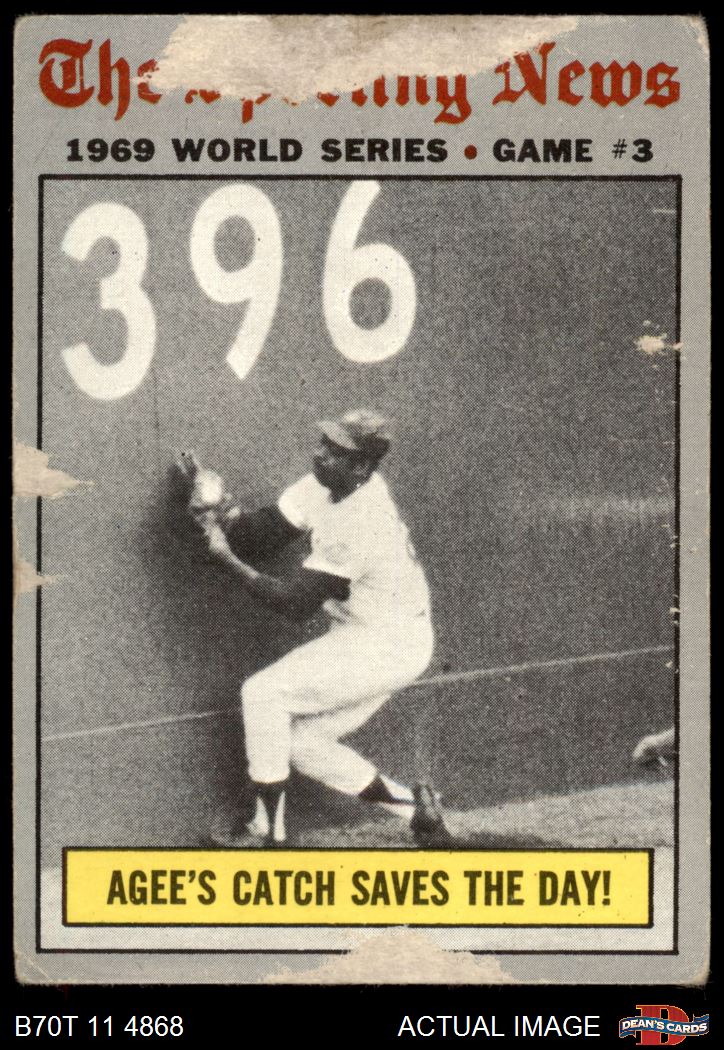 The News
1969 WORLD SERIES • GAME #3
396
AGEE'S CATCH SAVES THE DAY!
B70T 11 4868
ACTUAL IMAGE
D
DEAN'S CARDS